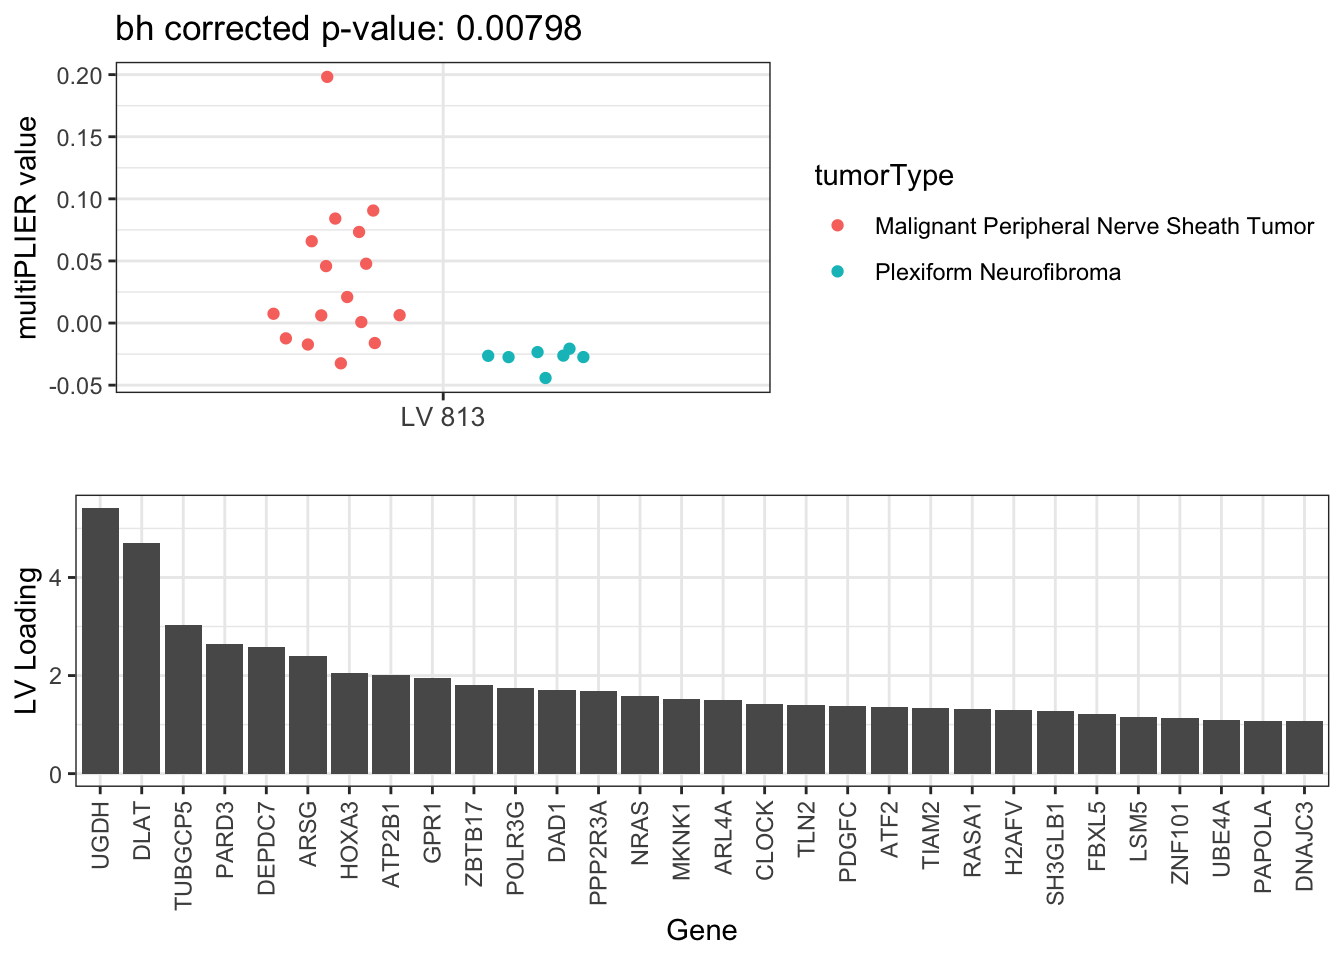 bh corrected p-value: 0.00798
multiPLIER value
0.20
0.15
0.10
0.05
0.00
-0.05
LV 813
tumorType
Malignant Peripheral Nerve Sheath Tumor
Plexiform Neurofibroma
LV Loading
4
2
0
UGDH
DLAT
TUBGCP5
PARD3
DEPDC7
ARSG
HOXA3
ATP2B1
GPR1
ZBTB17
POLR3G
DAD1
PPP2R3A
NRAS
MKNK1
ARL4A
CLOCK
TLN2
PDGFC
ATF2
TIAM2
RASA1
H2AFV
SH3GLB1
FBXL5
LSM5
ZNF101
UBE4A
PAPOLA
DNAJC3
Gene